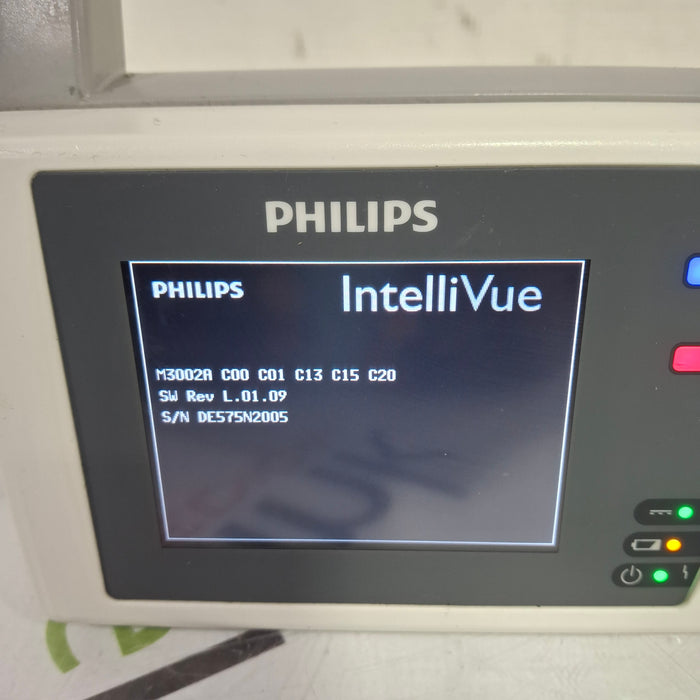 PHILIPS
PHILIPS IntelliVue
M3002A C00 C01 C13 C15 C20
SW Rev L.01.09
S/N DE575N2005